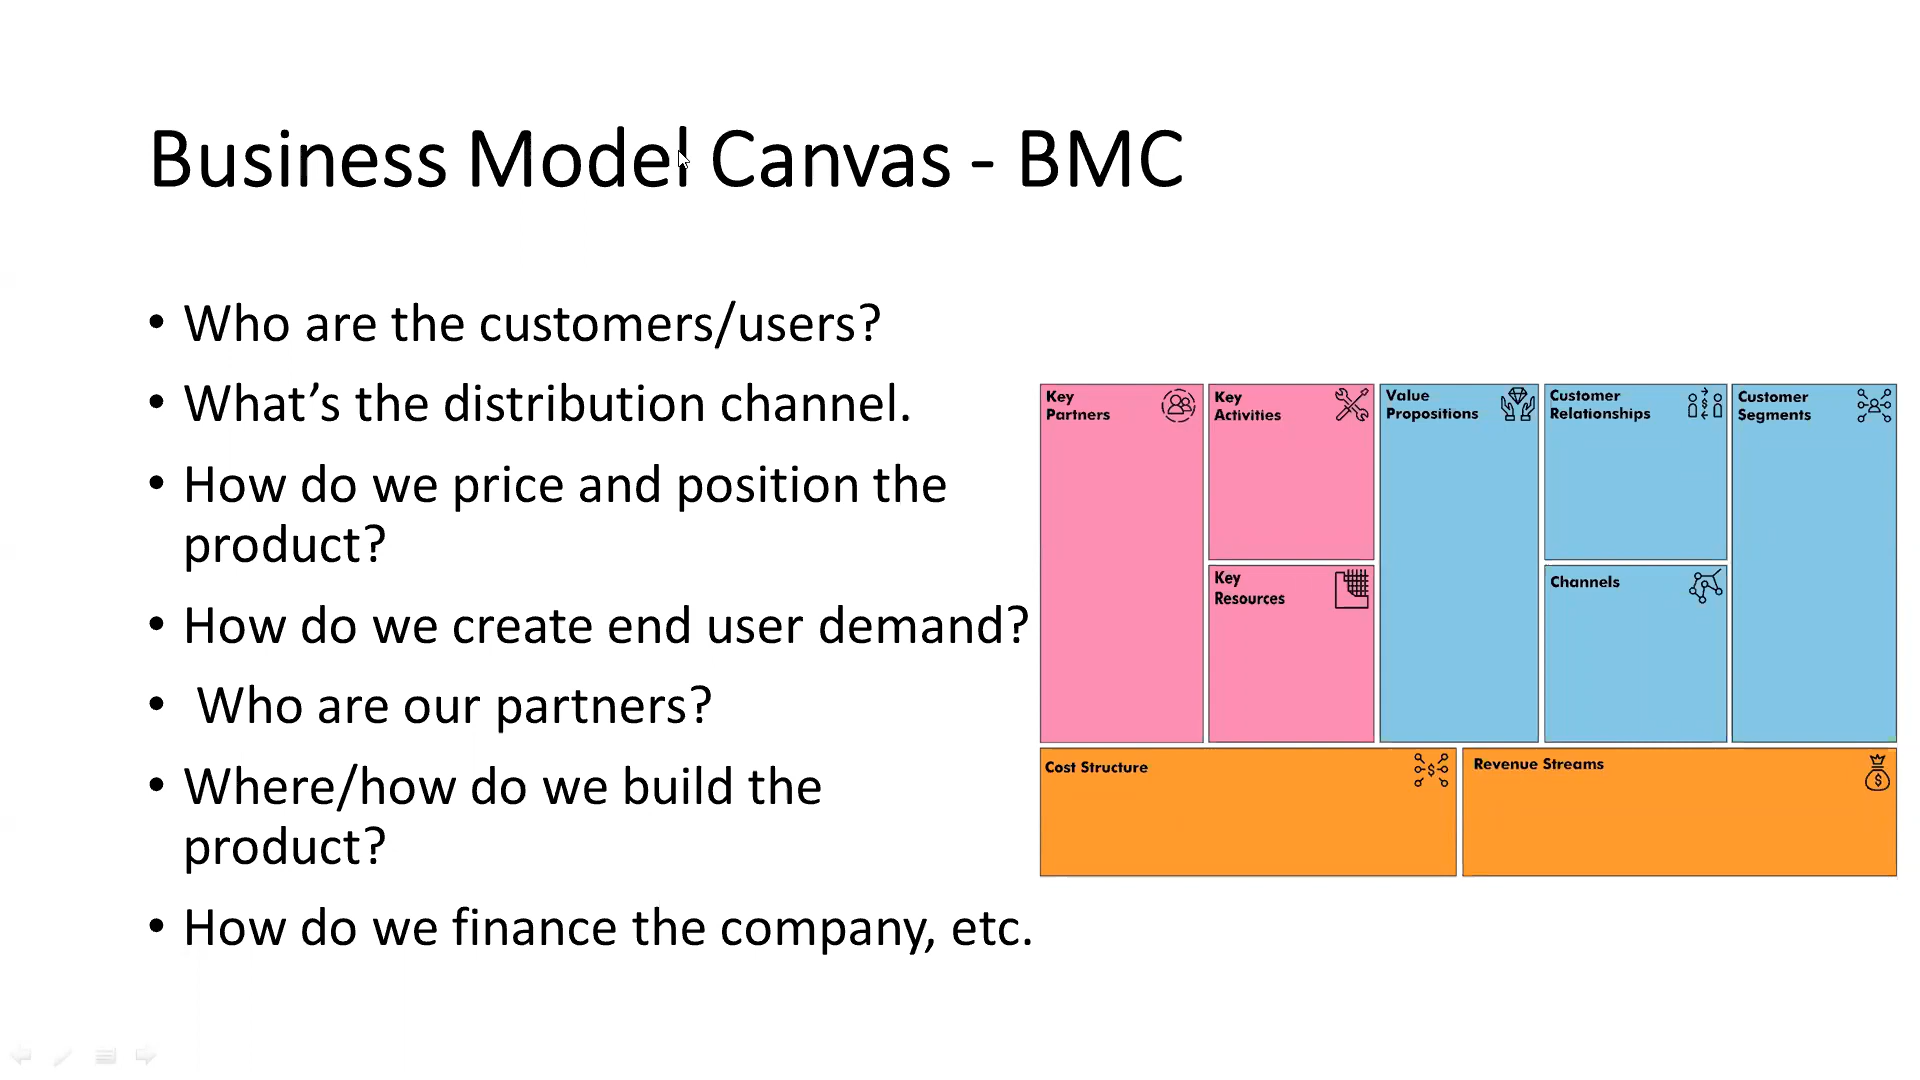 Business Model Canvas - BMC
• Who are the customers/users?
• What’s the distribution channel.
• How do we price and position the
product?
• How do we create end user demand?
• Who are our partners?
• Where/how do we build the
product?
• How do we finance the company, etc.
Key
Partners
Key
Activities
Key
Resources
Value
Propositions
Customer
Relationships
Channels
Customer
Segments
Cost Structure
Revenue Streams